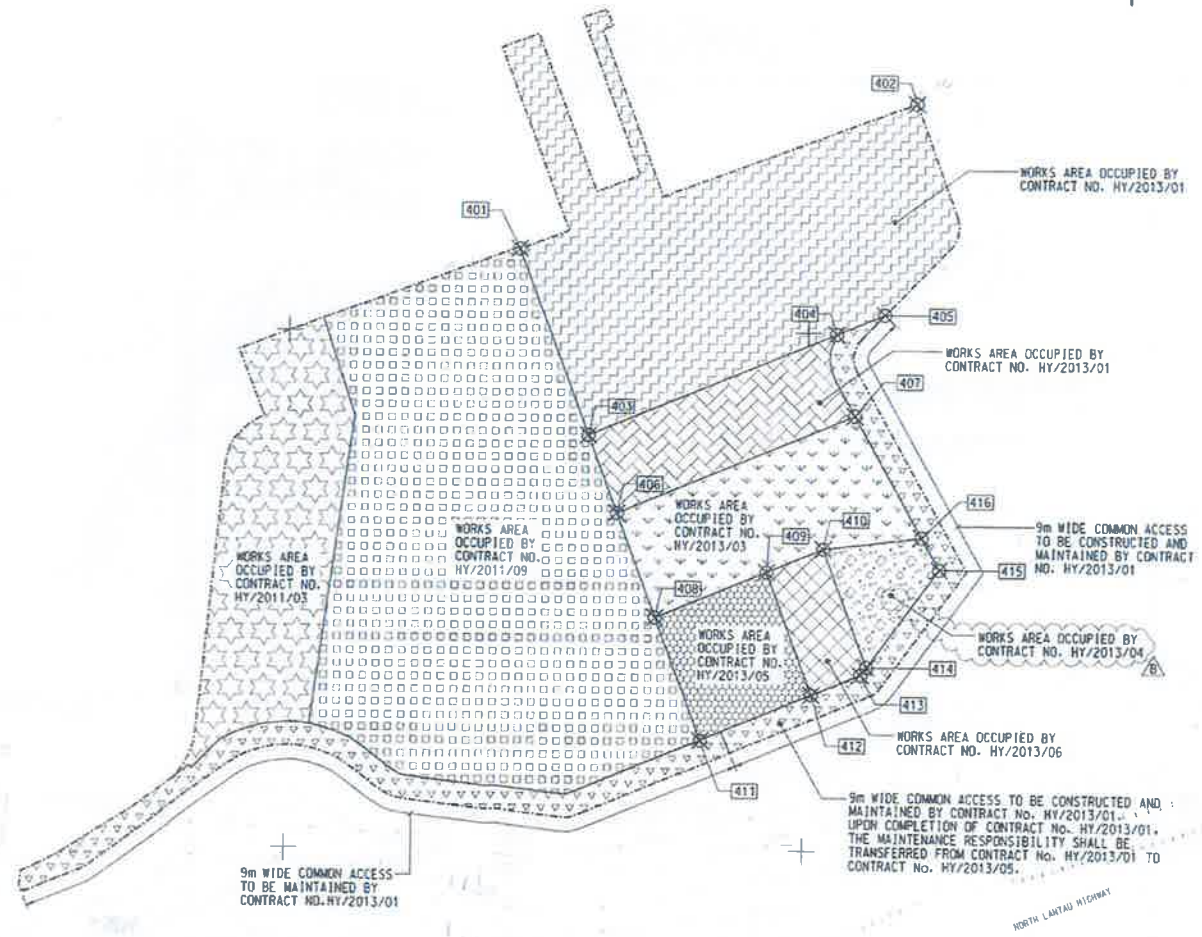 402
WORKS AREA OCCUPIED BY
CONTRACT NO. HY/2013/01
401
404
405
WORKS AREA OCCUPIED BY
CONTRACT NO. HY/2013/01
407
403
406
WORKS AREA
OCCUPIED BY
CONTRACT NO.
HY/2013/03
416
410
409
9m WIDE COMMON ACCESS
TO BE CONSTRUCTED AND
MAINTAINED BY CONTRACT
NO. HY/2013/01
415
WORKS AREA
OCCUPIED BY
CONTRACT NO.
HY/2011/09
WORKS AREA
OCCUPIED BY
CONTRACT NO.
HY/2011/03
408
WORKS AREA
OCCUPIED BY
CONTRACT NO.
HY/2013/05
WORKS AREA OCCUPIED BY
CONTRACT NO. HY/2013/04
B
414
413
412
WORKS AREA OCCUPIED BY
CONTRACT NO. HY/2013/06
411
9m WIDE COMMON ACCESS TO BE CONSTRUCTED AND
MAINTAINED BY CONTRACT No. HY/2013/01.
UPON COMPLETION OF CONTRACT No. HY/2013/01.
THE MAINTENANCE RESPONSIBILITY SHALL BE
TRANSFERRED FROM CONTRACT No. HY/2013/01 TO
CONTRACT No. HY/2013/05.
9m WIDE COMMON ACCESS
TO BE MAINTAINED BY
CONTRACT NO.HY/2013/01
NORTH LANTAU HIGHWAY